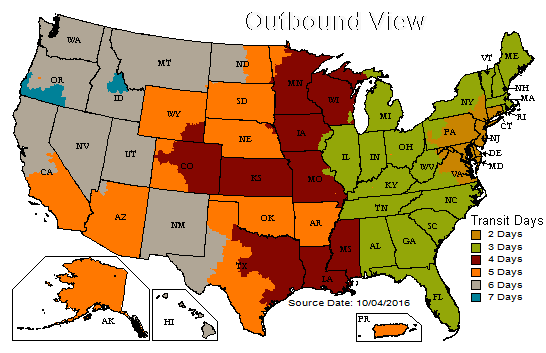 Outbound View
WA
OR
ID
MT
ND
MN
WI
MI
NY
VT
ME
NH
MA
RI
CT
NJ
DE
MD
PA
VA
WV
OH
IN
IL
IA
SD
WY
NE
NV
UT
CO
KS
MO
KY
TN
NC
SC
GA
AL
MS
AR
OK
NM
AZ
CA
TX
LA
FL
AK
HI
PR
Transit Days
2 Days
3 Days
4 Days
5 Days
6 Days
7 Days
Source Date: 10/04/2016